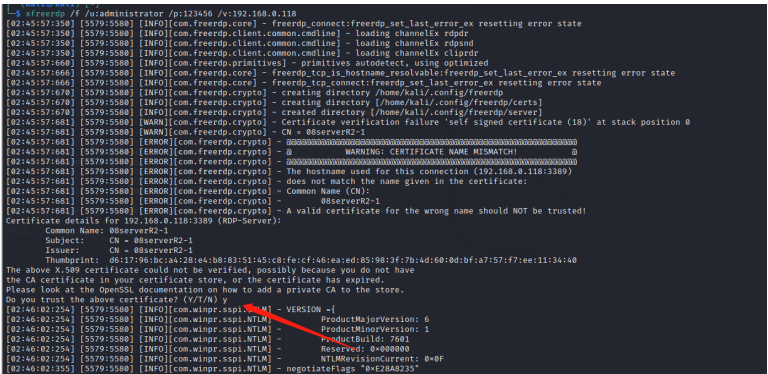 $ xfreerdp /f /u:administrator /p:123456 /v:192.168.0.118
[02:45:57:350] [5579:5580] [INFO][com.freerdp.core] - freerdp_connect:freerdp_set_last_error_ex resetting error state
[02:45:57:350] [5579:5580] [INFO][com.freerdp.client.common.cmdline] - loading channelEx rdpdr
[02:45:57:350] [5579:5580] [INFO][com.freerdp.client.common.cmdline] - loading channelEx rdpsnd
[02:45:57:350] [5579:5580] [INFO][com.freerdp.client.common.cmdline] - loading channelEx cliprdr
[02:45:57:660] [5579:5580] [INFO][com.freerdp.primitives] - primitives autodetect, using optimized
[02:45:57:666] [5579:5580] [INFO][com.freerdp.core] - freerdp_tcp_is_hostname_resolvable:freerdp_set_last_error_ex resetting error state
[02:45:57:666] [5579:5580] [INFO][com.freerdp.core] - freerdp_tcp_connect:freerdp_set_last_error_ex resetting error state
[02:45:57:670] [5579:5580] [INFO][com.freerdp.crypto] - creating directory /home/kali/.config/freerdp
[02:45:57:670] [5579:5580] [INFO][com.freerdp.crypto] - creating directory [/home/kali/.config/freerdp/certs]
[02:45:57:670] [5579:5580] [INFO][com.freerdp.crypto] - created directory [/home/kali/.config/freerdp/server]
[02:45:57:681] [5579:5580] [WARN][com.freerdp.crypto] - Certificate verification failure 'self signed certificate (18)' at stack position 0
[02:45:57:681] [5579:5580] [WARN][com.freerdp.crypto] - CN = 08serverR2-1
[02:45:57:681] [5579:5580] [ERROR][com.freerdp.crypto] - @@@@@@@@@@@@@@@@@@@@@@@@@@@@@@@@@@@@@@@@@@@@@@@@@@@@@@@@@@@
[02:45:57:681] [5579:5580] [ERROR][com.freerdp.crypto] - @ WARNING: CERTIFICATE NAME MISMATCH! @
[02:45:57:681] [5579:5580] [ERROR][com.freerdp.crypto] - @@@@@@@@@@@@@@@@@@@@@@@@@@@@@@@@@@@@@@@@@@@@@@@@@@@@@@@@@@@
[02:45:57:681] [5579:5580] [ERROR][com.freerdp.crypto] - The hostname used for this connection (192.168.0.118:3389)
[02:45:57:681] [5579:5580] [ERROR][com.freerdp.crypto] - does not match the name given in the certificate:
[02:45:57:681] [5579:5580] [ERROR][com.freerdp.crypto] - Common Name (CN):
[02:45:57:681] [5579:5580] [ERROR][com.freerdp.crypto] - 08serverR2-1
[02:45:57:681] [5579:5580] [ERROR][com.freerdp.crypto] - A valid certificate for the wrong name should NOT be trusted!
Certificate details for 192.168.0.118:3389 (RDP-Server):
Common Name: 08serverR2-1
Subject: CN = 08serverR2-1
Issuer: CN = 08serverR2-1
Thumbprint: d6:17:96:bc:a4:28:e4:b8:83:51:45:c8:fe:cf:46:ea:ed:85:98:3f:7b:4d:60:0d:bf:a7:57:f7:ee:11:34:40
The above X.509 certificate could not be verified, possibly because you do not have
the CA certificate in your certificate store, or the certificate has expired.
Please look at the OpenSSL documentation on how to add a private CA to the store.
Do you trust the above certificate? (Y/T/N) y
[02:46:02:254] [5579:5580] [INFO][com.winpr.sspi.NTLM] - VERSION ={
[02:46:02:254] [5579:5580] [INFO][com.winpr.sspi.NTLM] - ProductMajorVersion: 6
[02:46:02:254] [5579:5580] [INFO][com.winpr.sspi.NTLM] - ProductMinorVersion: 1
[02:46:02:254] [5579:5580] [INFO][com.winpr.sspi.NTLM] - ProductBuild: 7601
[02:46:02:254] [5579:5580] [INFO][com.winpr.sspi.NTLM] - Reserved: 0×000000
[02:46:02:254] [5579:5580] [INFO][com.winpr.sspi.NTLM] - NTLMRevisionCurrent: 0×0F
[02:46:02:355] [5579:5580] [INFO][com.winpr.sspi.NTLM] - negotiateFlags "0×E28A8235"